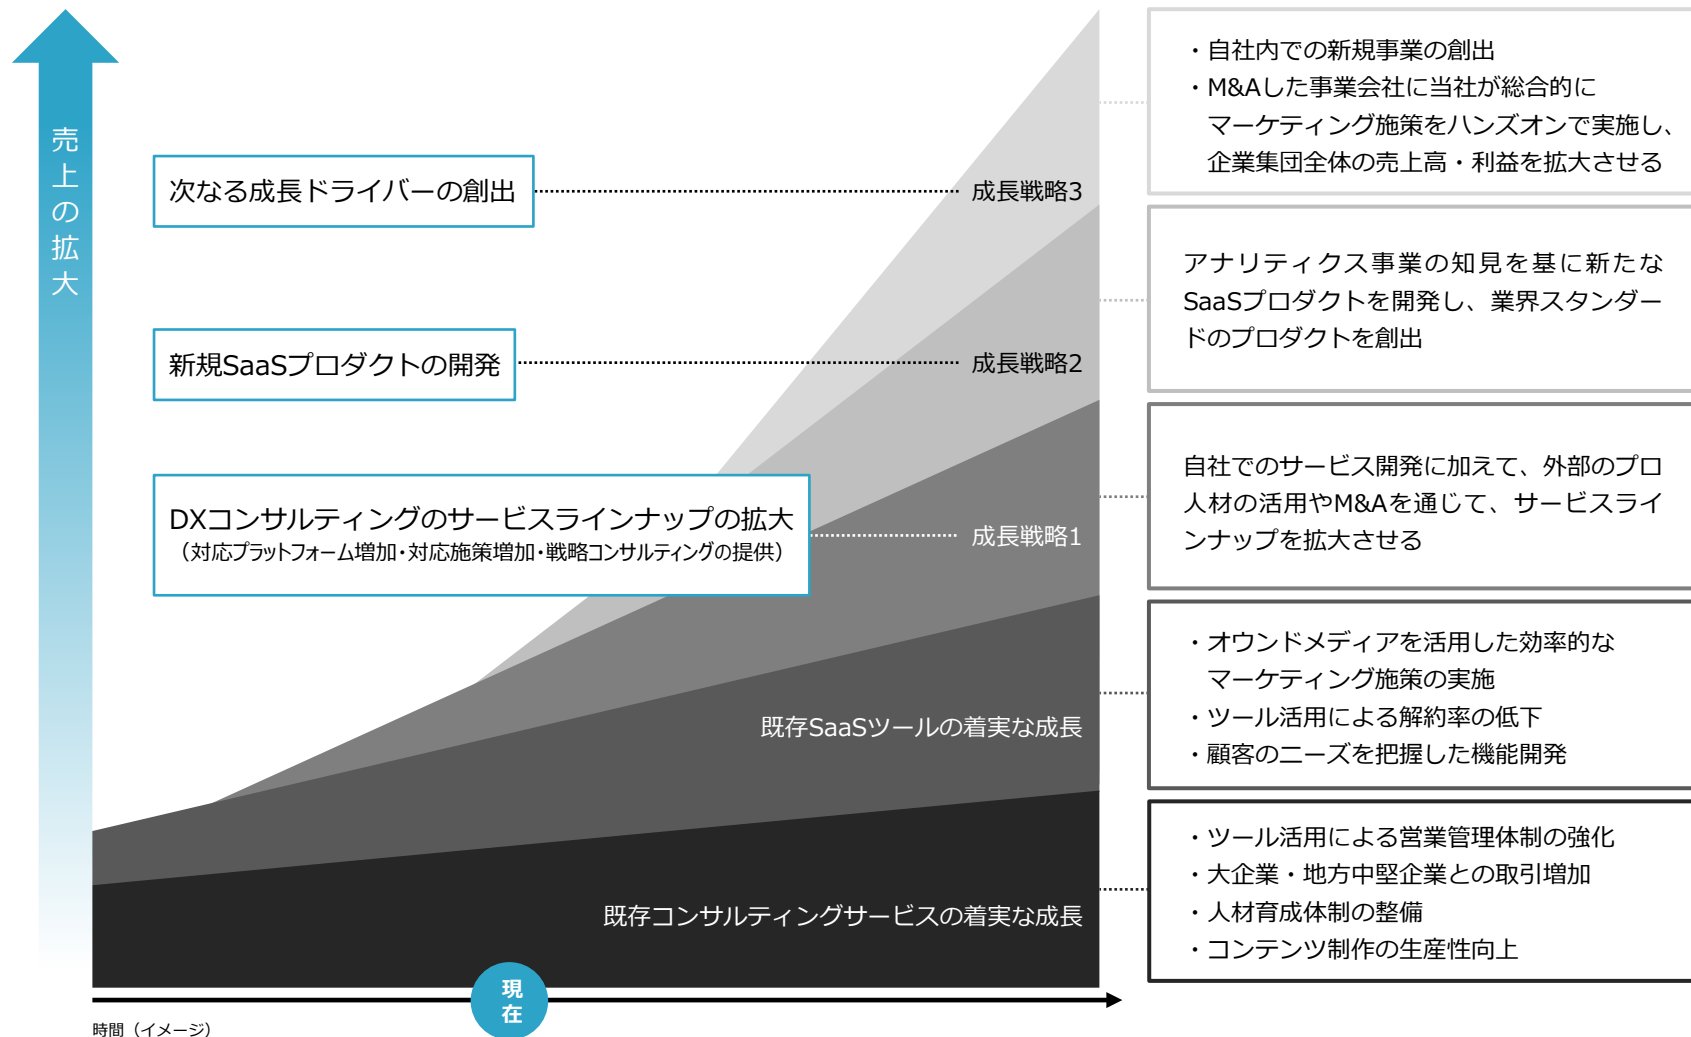 売上の拡大
次なる成長ドライバーの創出
成長戦略3
・自社内での新規事業の創出
・M&Aした事業会社に当社が総合的に
マーケティング施策をハンズオンで実施し、
企業集団全体の売上高・利益を拡大させる
新規SaaSプロダクトの開発
成長戦略2
アナリティクス事業の知見を基に新たな
SaaSプロダクトを開発し、業界スタンダー
ドのプロダクトを創出
DXコンサルティングのサービスラインナップの拡大
（対応プラットフォーム増加・対応施策増加・戦略コンサルティングの提供）
成長戦略1
自社でのサービス開発に加えて、外部のプロ
人材の活用やM&Aを通じて、サービスライ
ンナップを拡大させる
既存SaaSツールの着実な成長
・オウンドメディアを活用した効率的な
マーケティング施策の実施
・ツール活用による解約率の低下
・顧客のニーズを把握した機能開発
既存コンサルティングサービスの着実な成長
・ツール活用による営業管理体制の強化
・大企業・地方中堅企業との取引増加
・人材育成体制の整備
・コンテンツ制作の生産性向上
現在
時間（イメージ）